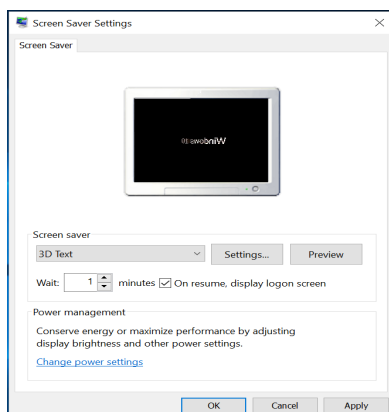 Screen Saver Settings
Screen Saver
Windows 10
Screen saver
3D Text
Settings...
Preview
Wait: 1 minutes On resume, display logon screen
Power management
Conserve energy or maximize performance by adjusting
display brightness and other power settings.
Change power settings
OK
Cancel
Apply